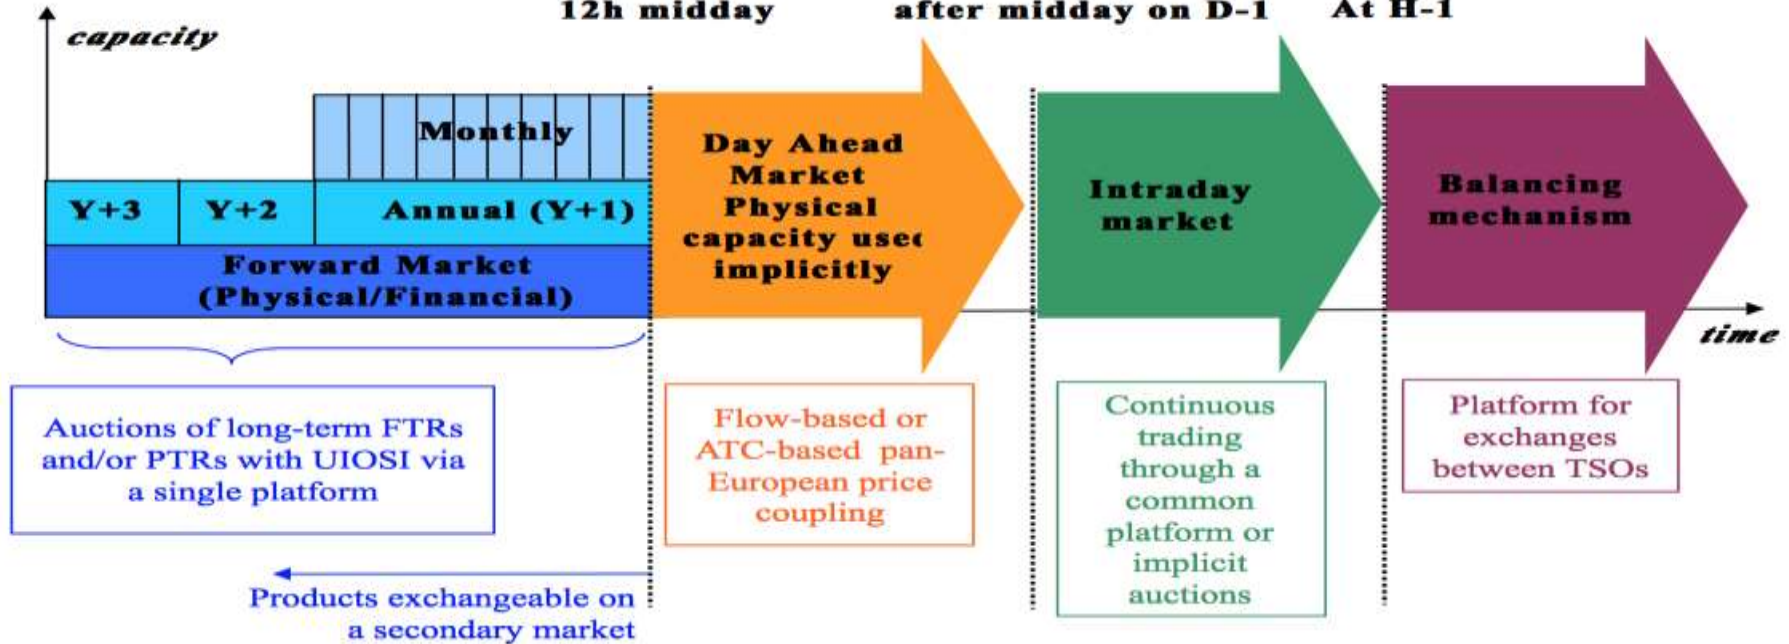 12h midday
after midday on D-1
At H-1
capacity
Monthly
Y+3
Y+2
Annual (Y+1)
Forward Market
(Physical/Financial)
Day Ahead
Market
Physical
capacity used
implicitly
Intraday
market
Balancing
mechanism
time
Auctions of long-term FTRs
and/or PTRs with UIOSI via
a single platform
Flow-based or
ATC-based pan-
European price
coupling
Continuous
trading
through a
common
platform or
implicit
auctions
Platform for
exchanges
between TSOs
Products exchangeable on
a secondary market